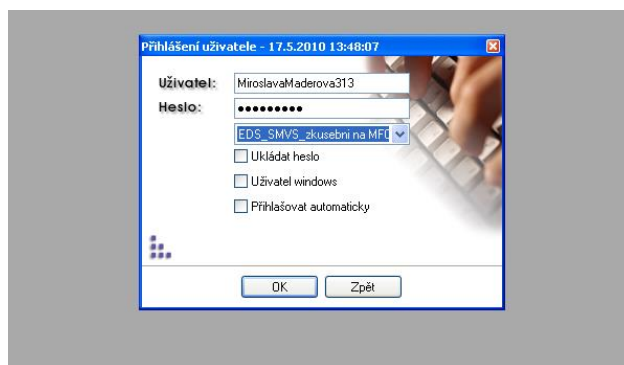 Přihlášení uživatele - 17.5.2010 13:48:07
Uživatel: MiroslavaMaderova313
Heslo: ●●●●●●●●●
EDS_SMVS_zkusebni na MFC
Ukládat heslo
Uživatel windows
Přihlašovat automaticky
OK Zpět